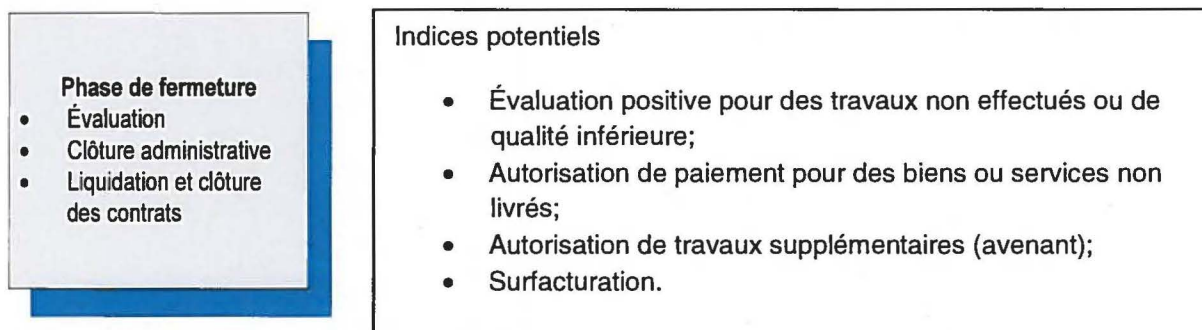 Phase de fermeture
• Évaluation
• Clôture administrative
• Liquidation et clôture
des contrats
Indices potentiels
• Évaluation positive pour des travaux non effectués ou de
qualité inférieure;
• Autorisation de paiement pour des biens ou services non
livrés;
• Autorisation de travaux supplémentaires (avenant);
• Surfacturation.